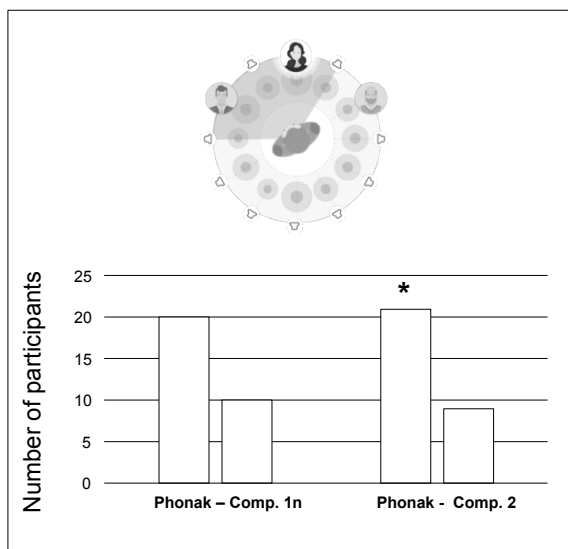 Number of participants
25
20
15
10
5
0
*
Phonak – Comp. 1n
Phonak - Comp. 2